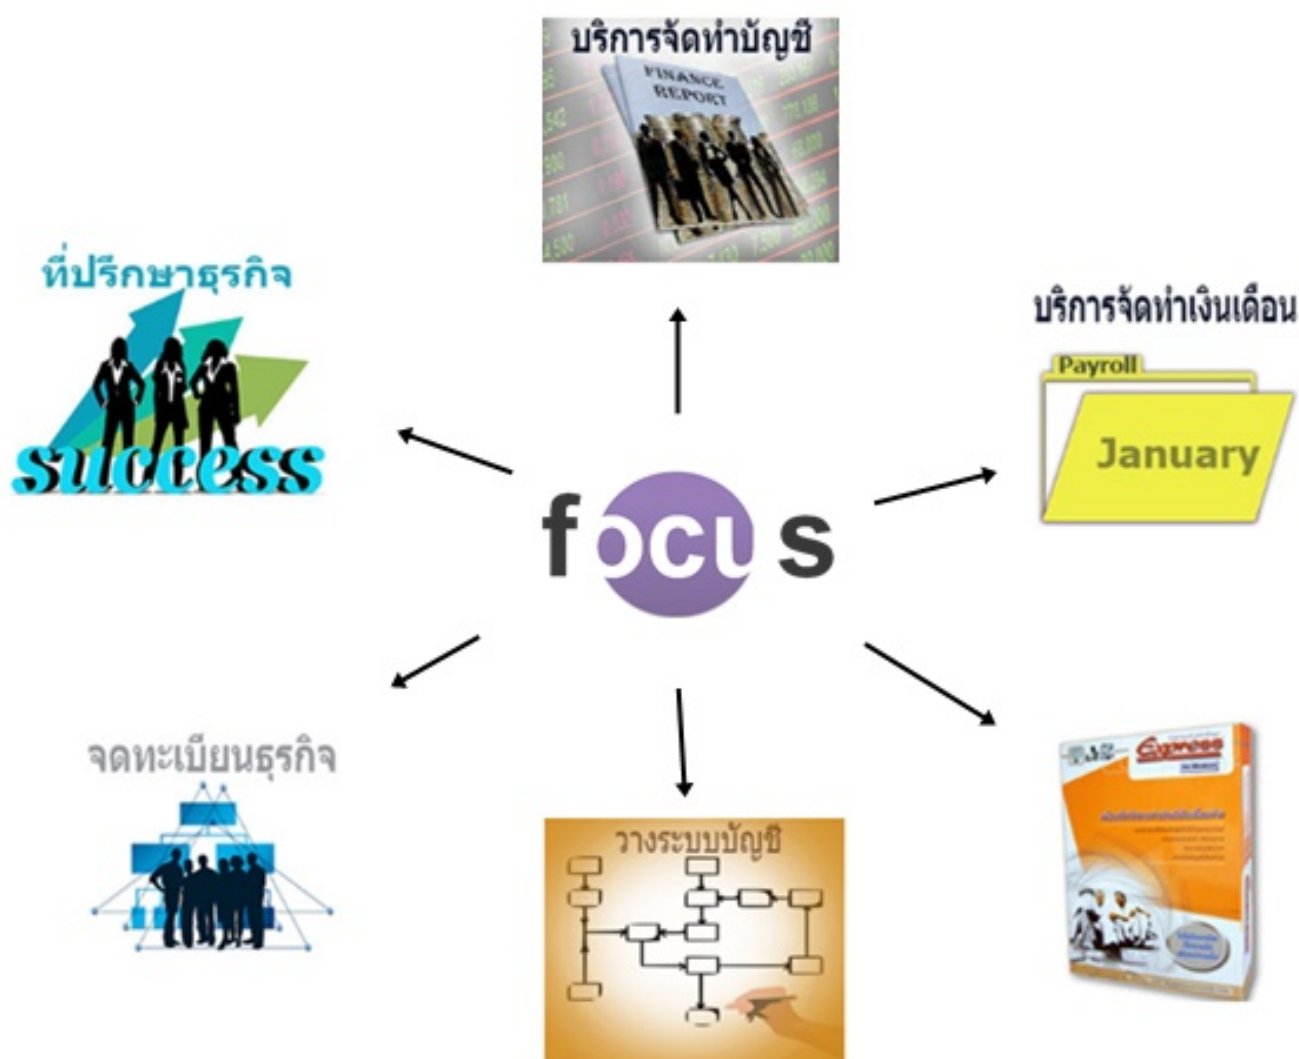 บริการจัดทำบัญชี
FINANCE
REPORT
ที่ปรึกษาธุรกิจ
success
บริการจัดทำเงินเดือน
Payroll
January
focus
จดทะเบียนธุรกิจ
วางระบบบัญชี
Express